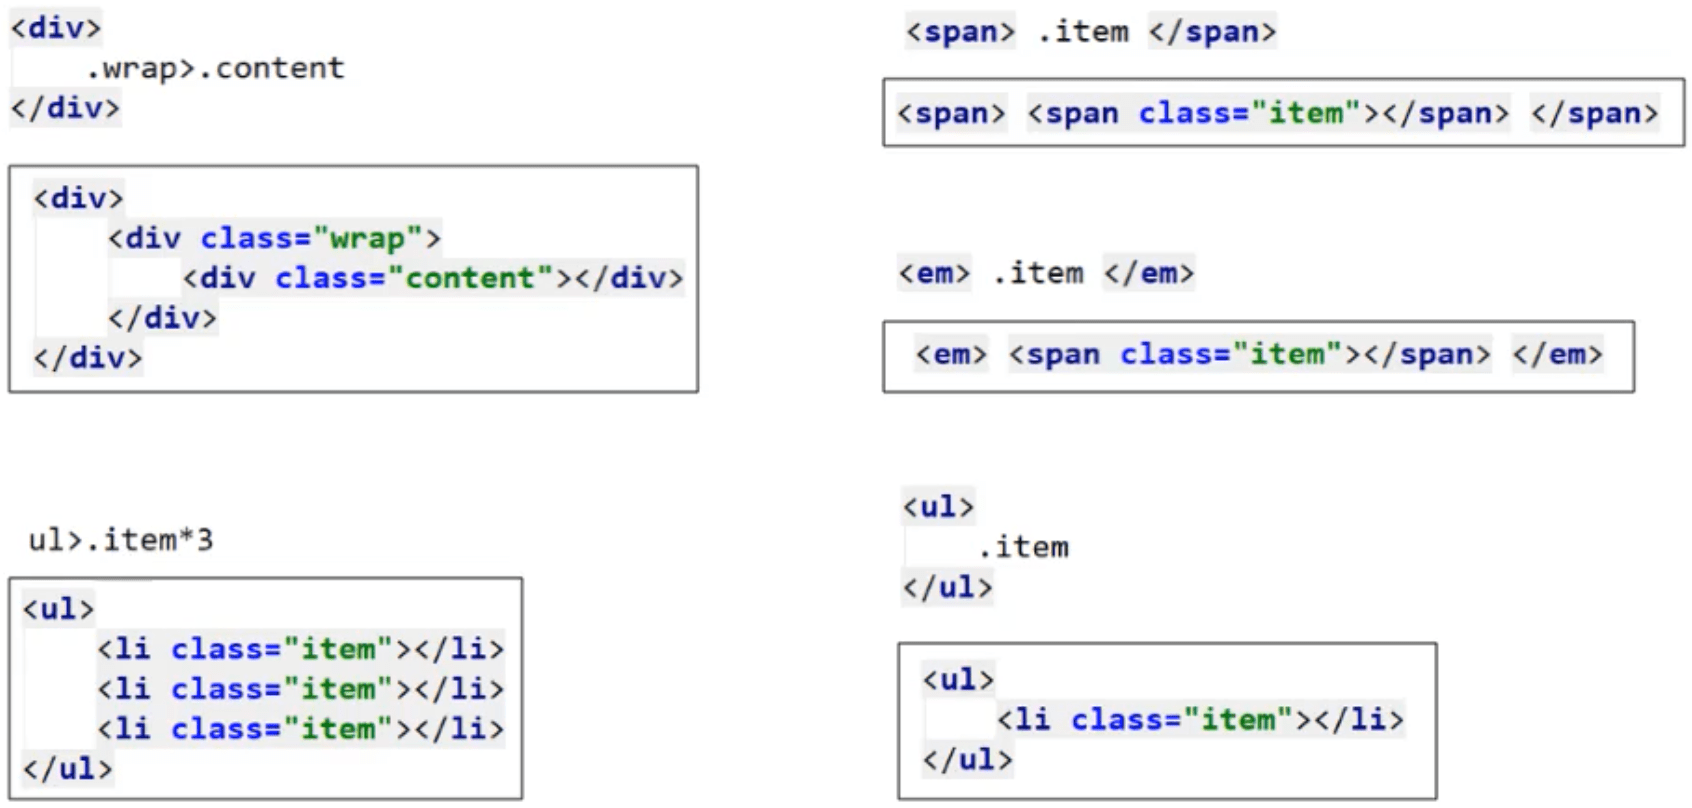 <div>
    .wrap>.content
</div>
<div>
    <div class="wrap">
        <div class="content"></div>
    </div>
</div>
ul>.item*3
<ul>
    <li class="item"></li>
    <li class="item"></li>
    <li class="item"></li>
</ul>
<span> .item </span>
<span> <span class="item"></span> </span>
<em> .item </em>
<em> <span class="item"></span> </em>
<ul>
    .item
</ul>
<ul>
    <li class="item"></li>
</ul>